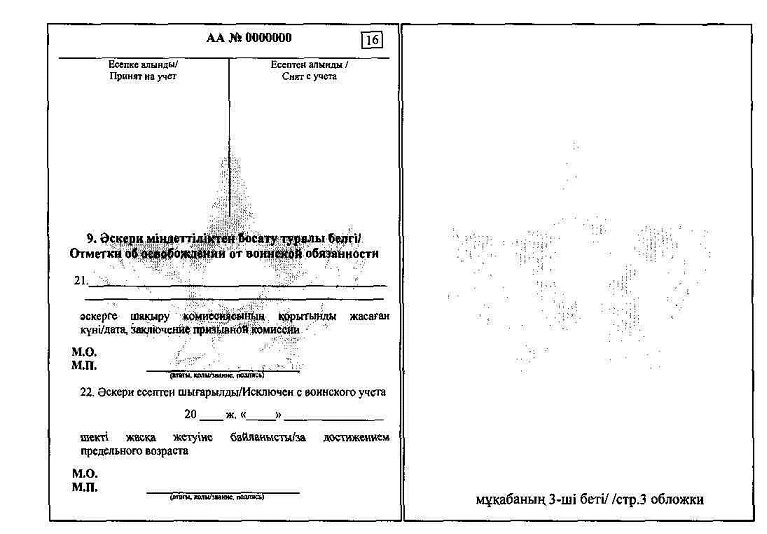 АА № 0000000
16
Есепке алынды/
Принят на учет
Есептен алынды /
Снят с учета
9. Әскери міндеттіліктен босату туралы белгі/
Отметки об освобождении от воинской обязанности
21.
әскерге шақыру комиссиясының қорытынды жасаған
күні/дата, заключение призывной комиссии
М.О.
М.П.
(атағы, қолы/звание, подпись)
22. Әскери есептен шығарылды/Исключен с воинского учета
20 ____ ж. «____» ____________
шекті жасқа жетуіне байланысты/за достижением
предельного возраста
М.О.
М.П.
(атағы, қолы/звание, подпись)
мұқабаның 3-ші беті/ /стр.3 обложки